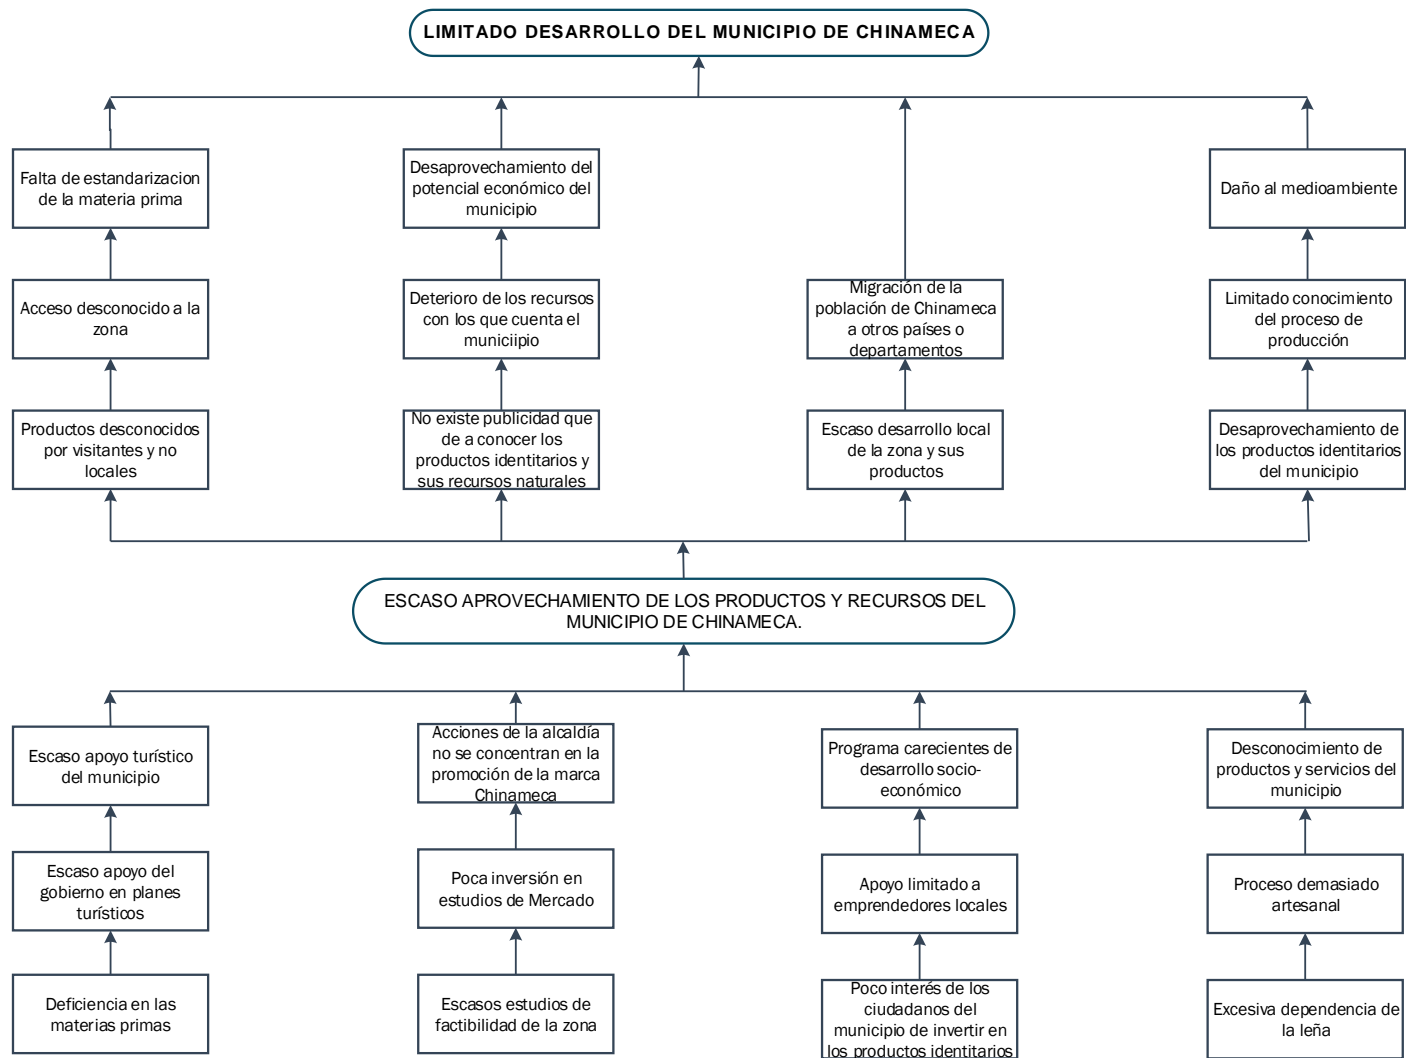 LIMITADO DESARROLLO DEL MUNICIPIO DE CHINAMECA
Falta de estandarizacion
de la materia prima
Desaprovechamiento del
potencial económico del
municipio
Daño al medioambiente
Acceso desconocido a la
zona
Deterioro de los recursos
con los que cuenta el
municiipio
Migración de la
población de Chinameca
a otros países o
departamentos
Limitado conocimiento
del proceso de
producción
Productos desconocidos
por visitantes y no
locales
No existe publicidad que
de a conocer los
productos identitarios y
sus recursos naturales
Escaso desarrollo local
de la zona y sus
productos
Desaprovechamiento de
los productos identitarios
del municipio
ESCASO APROVECHAMIENTO DE LOS PRODUCTOS Y RECURSOS DEL
MUNICIPIO DE CHINAMECA.
Escaso apoyo turístico
del municipio
Acciones de la alcaldía
no se concentran en la
promoción de la marca
Chinameca
Programa carecientes de
desarrollo socio-
económico
Desconocimiento de
productos y servicios del
municipio
Escaso apoyo del
gobierno en planes
turísticos
Poca inversión en
estudios de Mercado
Apoyo limitado a
emprendedores locales
Proceso demasiado
artesanal
Deficiencia en las
materias primas
Escasos estudios de
factibilidad de la zona
Poco interés de los
ciudadanos del
municipio de invertir en
los productos identitarios
Excesiva dependencia de
la leña